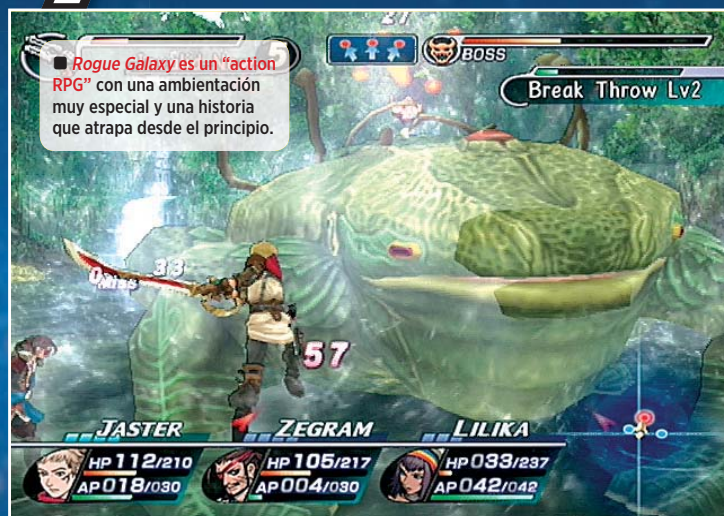 ■ Rogue Galaxy es un “action
RPG” con una ambientación
muy especial y una historia
que atrapa desde el principio.
5
BOSS
Break Throw Lv2
33
0
Miss
57
JASTER
HP 112/210
AP 018/030
ZEGRAM
HP 105/217
AP 004/030
LILIKA
HP 033/237
AP 042/042